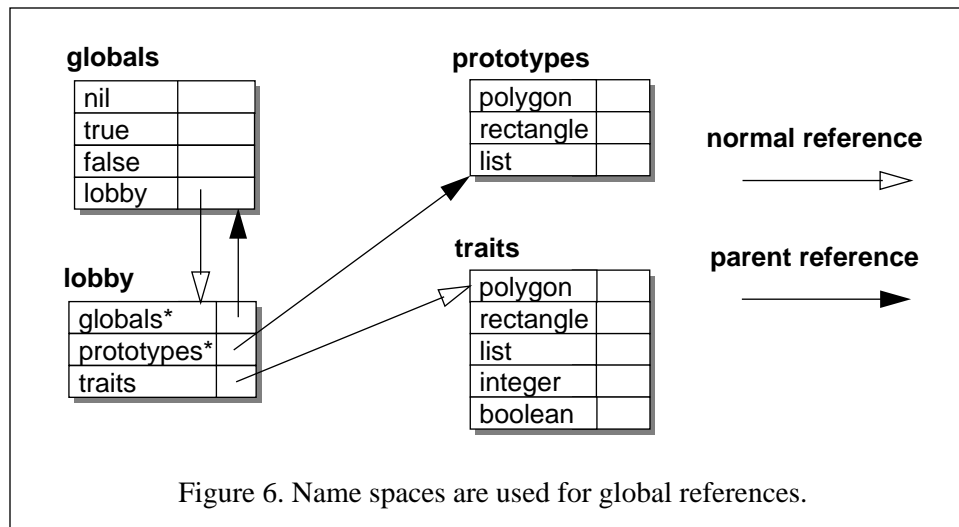 globals
nil
true
false
lobby
lobby
globals*
prototypes*
traits
prototypes
polygon
rectangle
list
traits
polygon
rectangle
list
integer
boolean
normal reference
parent reference
Figure 6. Name spaces are used for global references.